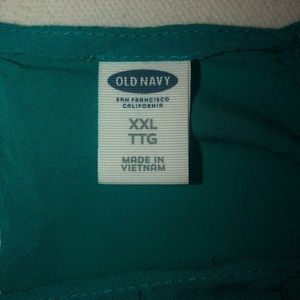 OLD NAVY
SAN FRANCISCO
CALIFORNIA
XXL
TTG
MADE IN
VIETNAM